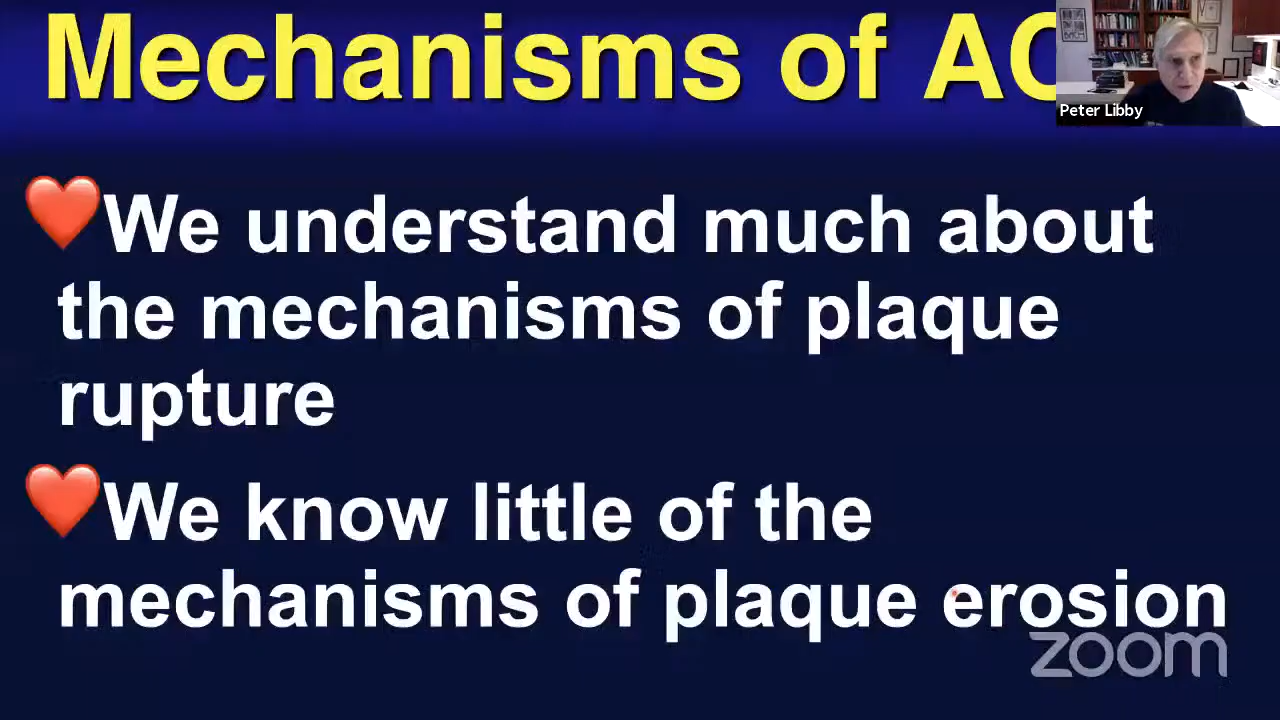 Mechanisms of AC
Peter Libby
We understand much about
the mechanisms of plaque
rupture
We know little of the
mechanisms of plaque erosion
zoom